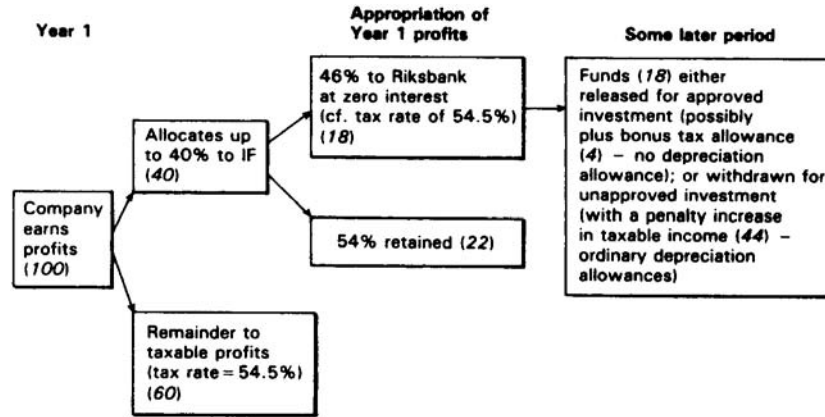 Year 1
Appropriation of
Year 1 profits
Some later period
46% to Riksbank
at zero interest
(cf. tax rate of 54.5%)
(18)
Funds (18) either
released for approved
investment (possibly
plus bonus tax allowance
(4) – no depreciation
allowance); or withdrawn for
unapproved investment
(with a penalty increase
in taxable income (44) –
ordinary depreciation
allowances)
Allocates up
to 40% to IF
(40)
Company
earns
profits
(100)
54% retained (22)
Remainder to
taxable profits
(tax rate = 54.5%)
(60)